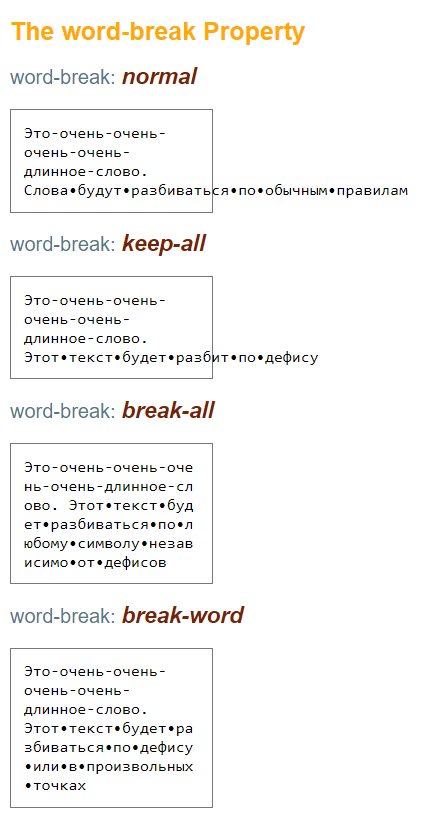 The word-break Property
word-break: normal
Это-очень-очень-
очень-очень-
длинное-слово.
Слова•будут•разбиваться•по•обычным•правилам
word-break: keep-all
Это-очень-очень-
очень-очень-
длинное-слово.
Этот•текст•будет•разбит•по•дефису
word-break: break-all
Это-очень-очень-оче
нь-очень-длинное-сл
ово. Этот•текст•буд
ет•разбиваться•по•л
юбому•символу•незав
исимо•от•дефисов
word-break: break-word
Это-очень-очень-
очень-очень-
длинное-слово.
Этот•текст•будет•ра
збиваться•по•дефису
•или•в•произвольных
•точках